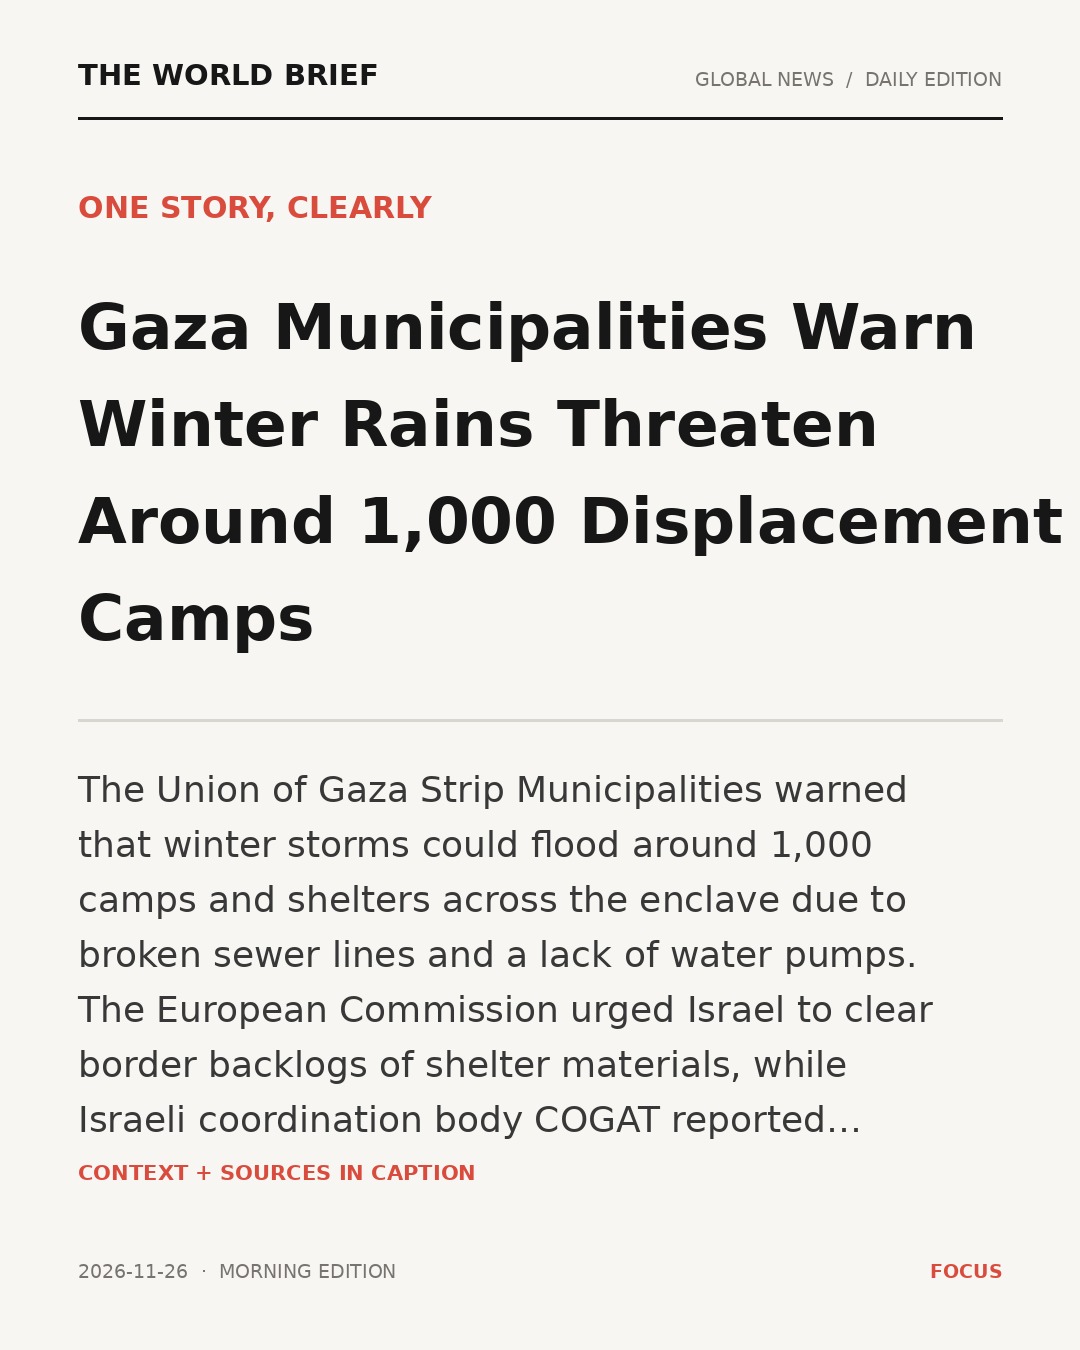 THE WORLD BRIEF
GLOBAL NEWS / DAILY EDITION
ONE STORY, CLEARLY
Gaza Municipalities Warn
Winter Rains Threaten
Around 1,000 Displacement
Camps
The Union of Gaza Strip Municipalities warned
that winter storms could flood around 1,000
camps and shelters across the enclave due to
broken sewer lines and a lack of water pumps.
The European Commission urged Israel to clear
border backlogs of shelter materials, while
Israeli coordination body COGAT reported…
CONTEXT + SOURCES IN CAPTION
2026-11-26 · MORNING EDITION
FOCUS